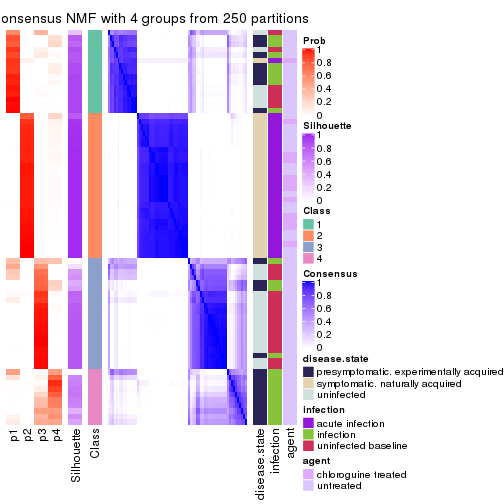 onsensus NMF with 4 groups from 250 partitions
Prob
1
0.8
0.6
0.4
0.2
0
Silhouette
1
0.8
0.6
0.4
0.2
0
Class
1
2
3
4
Consensus
1
0.8
0.6
0.4
0.2
0
disease.state
presymptomatic. experimentally acquired
symptomatic. naturally acquired
uninfected
infection
acute infection
infection
uninfected baseline
agent
chloroguine treated
untreated
p1
p2
p3
p4
Silhouette
Class
disease.state
infection
agent